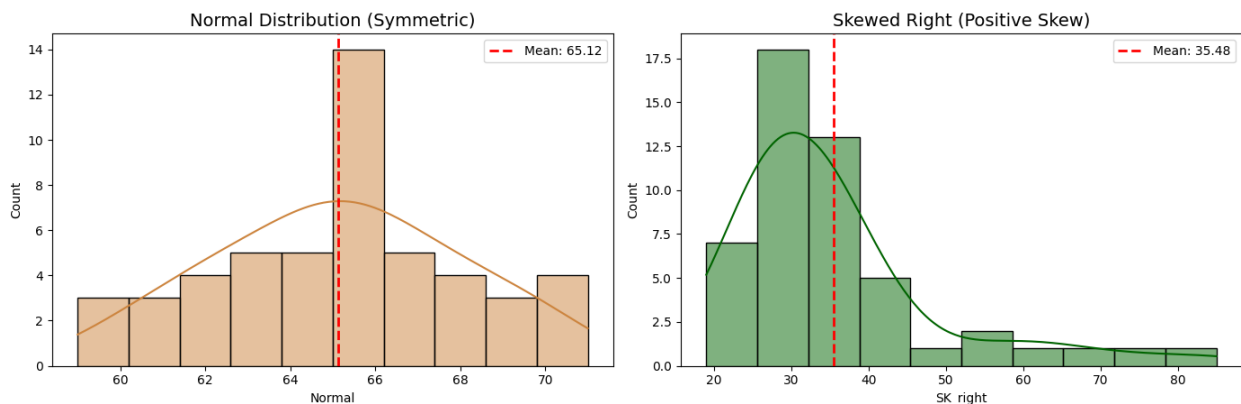 Normal Distribution (Symmetric)
14
12
10
8
6
4
2
0
Count
Mean: 65.12
60 62 64 66 68 70
Normal
Skewed Right (Positive Skew)
17.5
15.0
12.5
10.0
7.5
5.0
2.5
0.0
Count
Mean: 35.48
20 30 40 50 60 70 80
SK_right